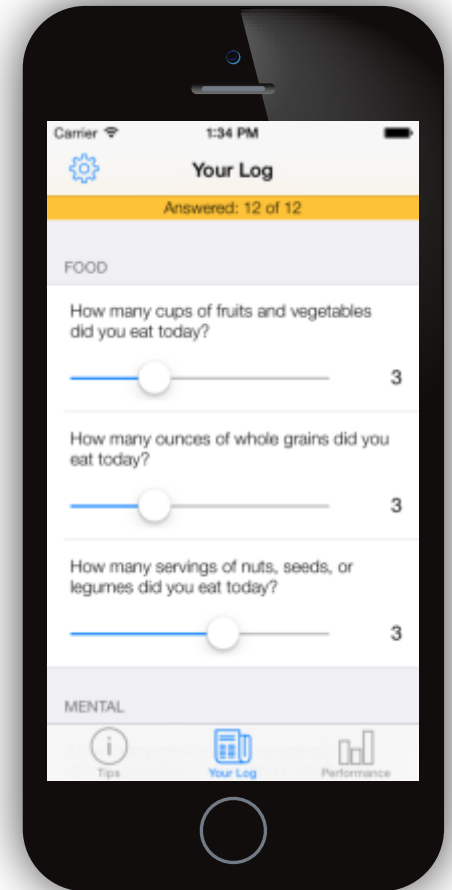 Carrier 1:34 PM
Your Log
Answered: 12 of 12
FOOD
How many cups of fruits and vegetables
did you eat today?
3
How many ounces of whole grains did you
eat today?
3
How many servings of nuts, seeds, or
legumes did you eat today?
3
MENTAL
Tips Your Log Performance